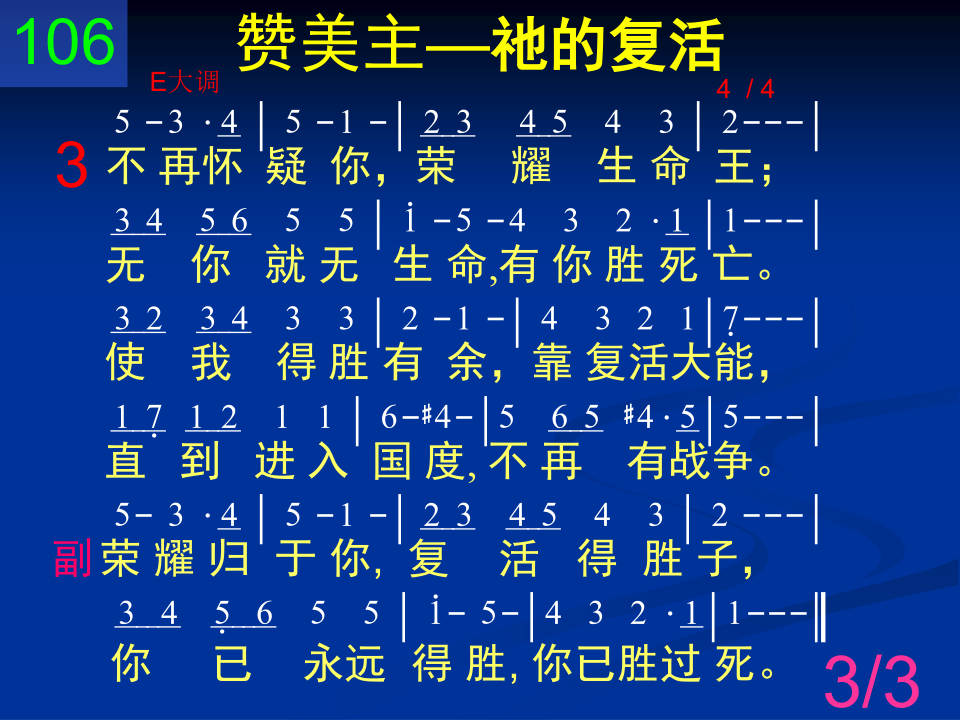 106
赞美主—祂的复活
E大调 4 / 4
5 -3 ·4│5 -1 -│2 3 4 5 4 3│2---│
3 不再怀 疑 你，荣 耀 生 命 王；
3 4 5 6 5 5│i -5 -4 3 2 ·1│1---│
无 你 就 无 生 命,有 你 胜 死 亡。
3 2 3 4 3 3│2 -1 -│4 3 2 1│7̣---│
使 我 得 胜 有 余，靠 复活大能，
1 7̣ 1 2 1 1│6-#4-│5 6 5 #4·5│5---│
直 到 进 入 国 度, 不 再 有战争。
5- 3 ·4│5 -1 -│2 3 4 5 4 3│2 ---│
副 荣 耀 归 于 你, 复 活 得 胜 子，
3 4 5̣ 6 5 5│i- 5-│4 3 2 ·1│1---║
你 已 永远 得 胜, 你已胜过 死。
3/3